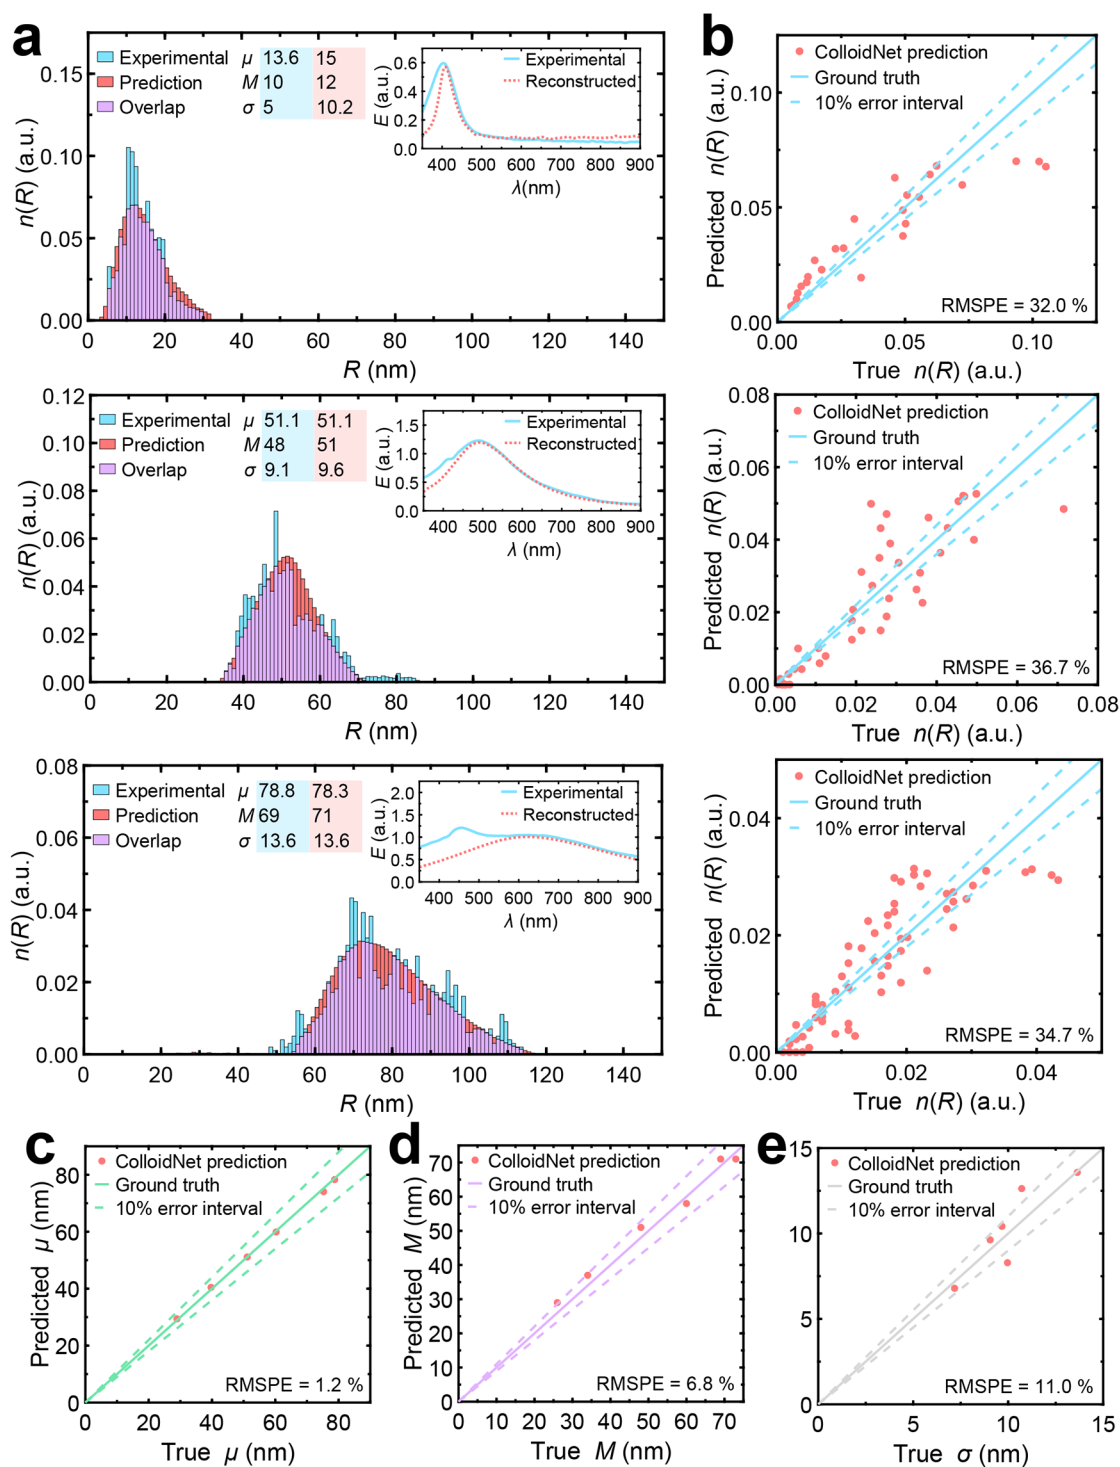 a
Experimental μ 13.6 15
Prediction M 10 12
Overlap σ 5 10.2
n(R) (a.u.)
0.15
0.10
0.05
0.00
0 20 40 60 80 100 120 140
R (nm)
Experimental
Reconstructed
E (a.u.)
0.6
0.4
0.2
0.0
400 500 600 700 800 900
λ(nm)
b
ColloidNet prediction
Ground truth
10% error interval
Predicted n(R) (a.u.)
0.10
0.05
0.00
RMSPE = 32.0 %
0.00 0.05 0.10
True n(R) (a.u.)
Experimental μ 51.1 51.1
Prediction M 48 51
Overlap σ 9.1 9.6
n(R) (a.u.)
0.12
0.10
0.08
0.06
0.04
0.02
0.00
0 20 40 60 80 100 120 140
R (nm)
Experimental
Reconstructed
E (a.u.)
1.5
1.0
0.5
0.0
400 500 600 700 800 900
λ (nm)
ColloidNet prediction
Ground truth
10% error interval
Predicted n(R) (a.u.)
0.08
0.06
0.04
0.02
0.00
RMSPE = 36.7 %
0.00 0.02 0.04 0.06 0.08
True n(R) (a.u.)
Experimental μ 78.8 78.3
Prediction M 69 71
Overlap σ 13.6 13.6
n(R) (a.u.)
0.08
0.06
0.04
0.02
0.00
0 20 40 60 80 100 120 140
R (nm)
Experimental
Reconstructed
E (a.u.)
2.0
1.5
1.0
0.5
0.0
400 500 600 700 800 900
λ (nm)
ColloidNet prediction
Ground truth
10% error interval
Predicted n(R) (a.u.)
0.04
0.02
0.00
RMSPE = 34.7 %
0.00 0.02 0.04
True n(R) (a.u.)
c
ColloidNet prediction
Ground truth
10% error interval
Predicted μ (nm)
80
60
40
20
0
RMSPE = 1.2 %
0 20 40 60 80
True μ (nm)
d
ColloidNet prediction
Ground truth
10% error interval
Predicted M (nm)
70
60
50
40
30
20
10
0
RMSPE = 6.8 %
0 10 20 30 40 50 60 70
True M (nm)
e
ColloidNet prediction
Ground truth
10% error interval
15
10
5
0
RMSPE = 11.0 %
0 5 10 15
True σ (nm)